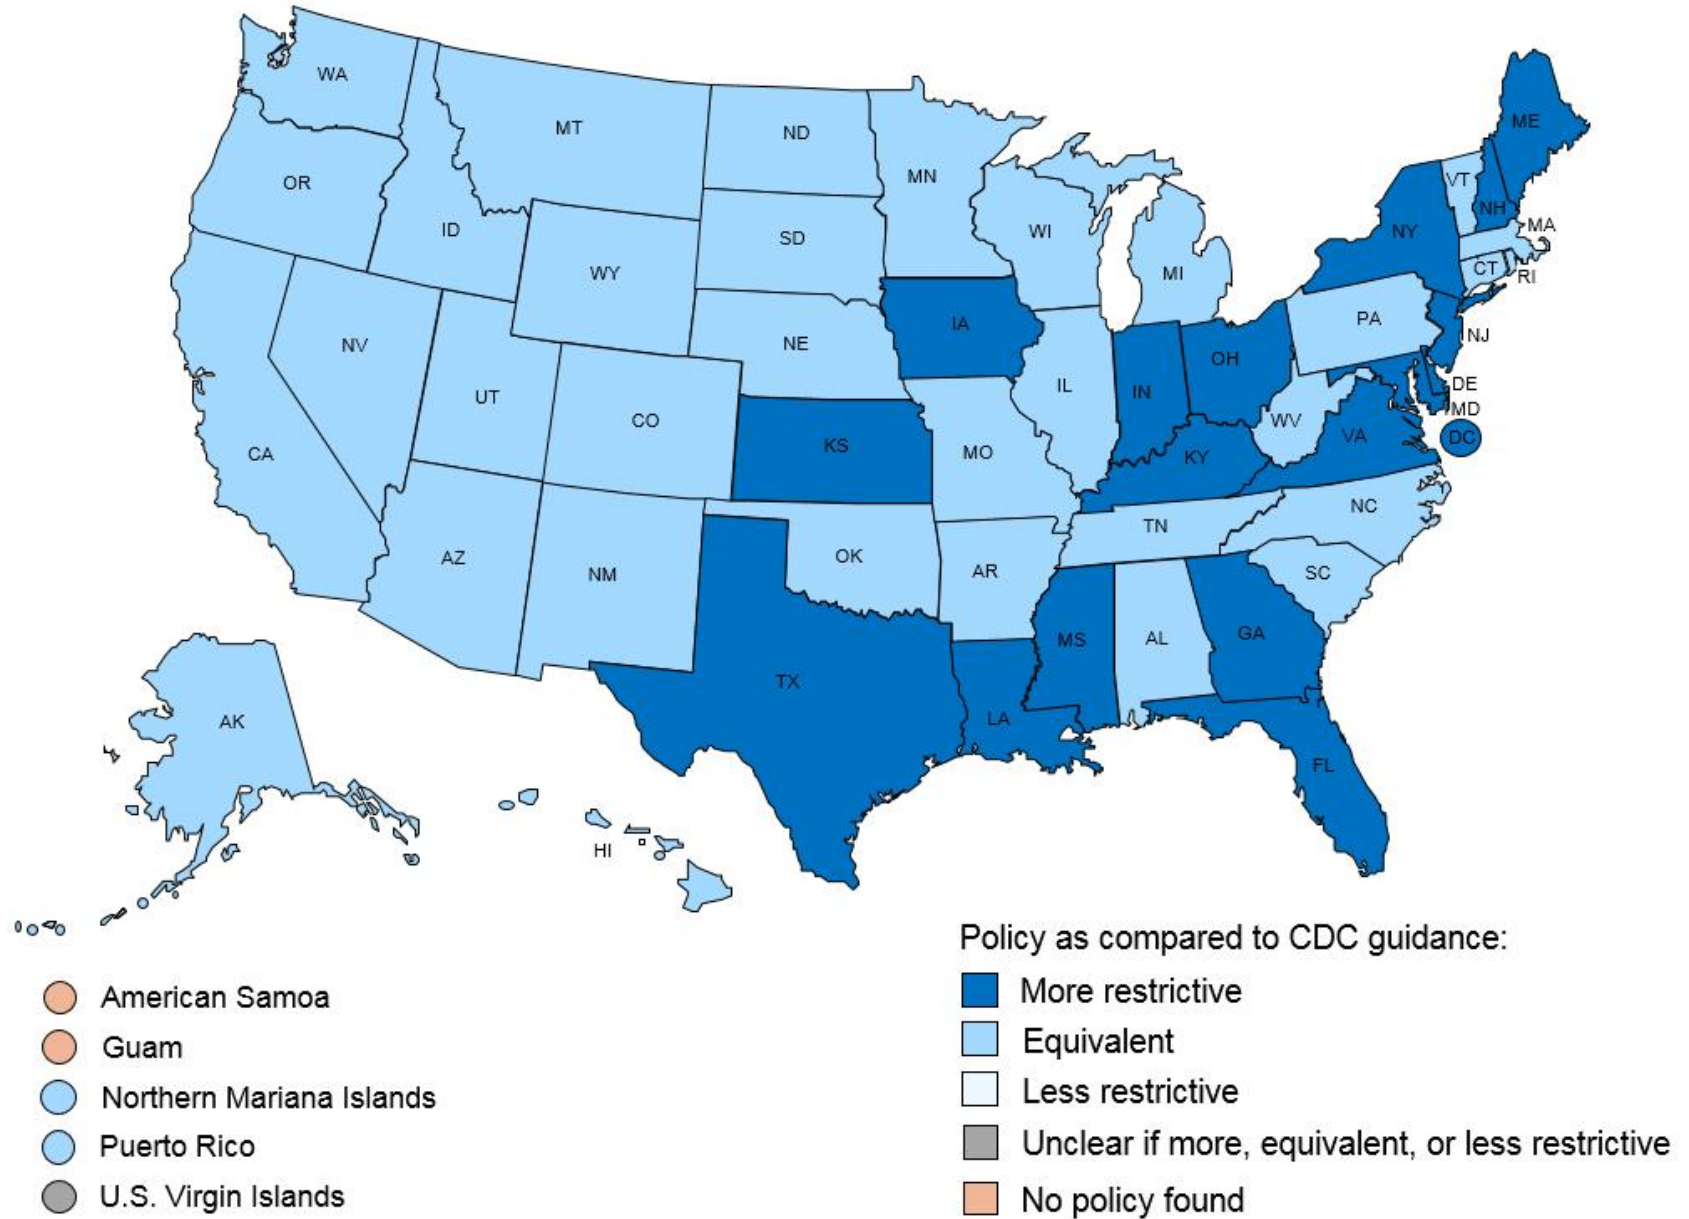 WA
MT
ND
MN
OR
ID
WY
SD
WI
MI
NY
VT
NH
ME
MA
CT
RI
NV
UT
CO
NE
IA
IL
IN
OH
PA
NJ
DE
MD
DC
CA
KS
MO
KY
WV
VA
AZ
NM
OK
AR
TN
NC
SC
TX
LA
MS
AL
GA
FL
AK
HI
American Samoa
Guam
Northern Mariana Islands
Puerto Rico
U.S. Virgin Islands
Policy as compared to CDC guidance:
More restrictive
Equivalent
Less restrictive
Unclear if more, equivalent, or less restrictive
No policy found